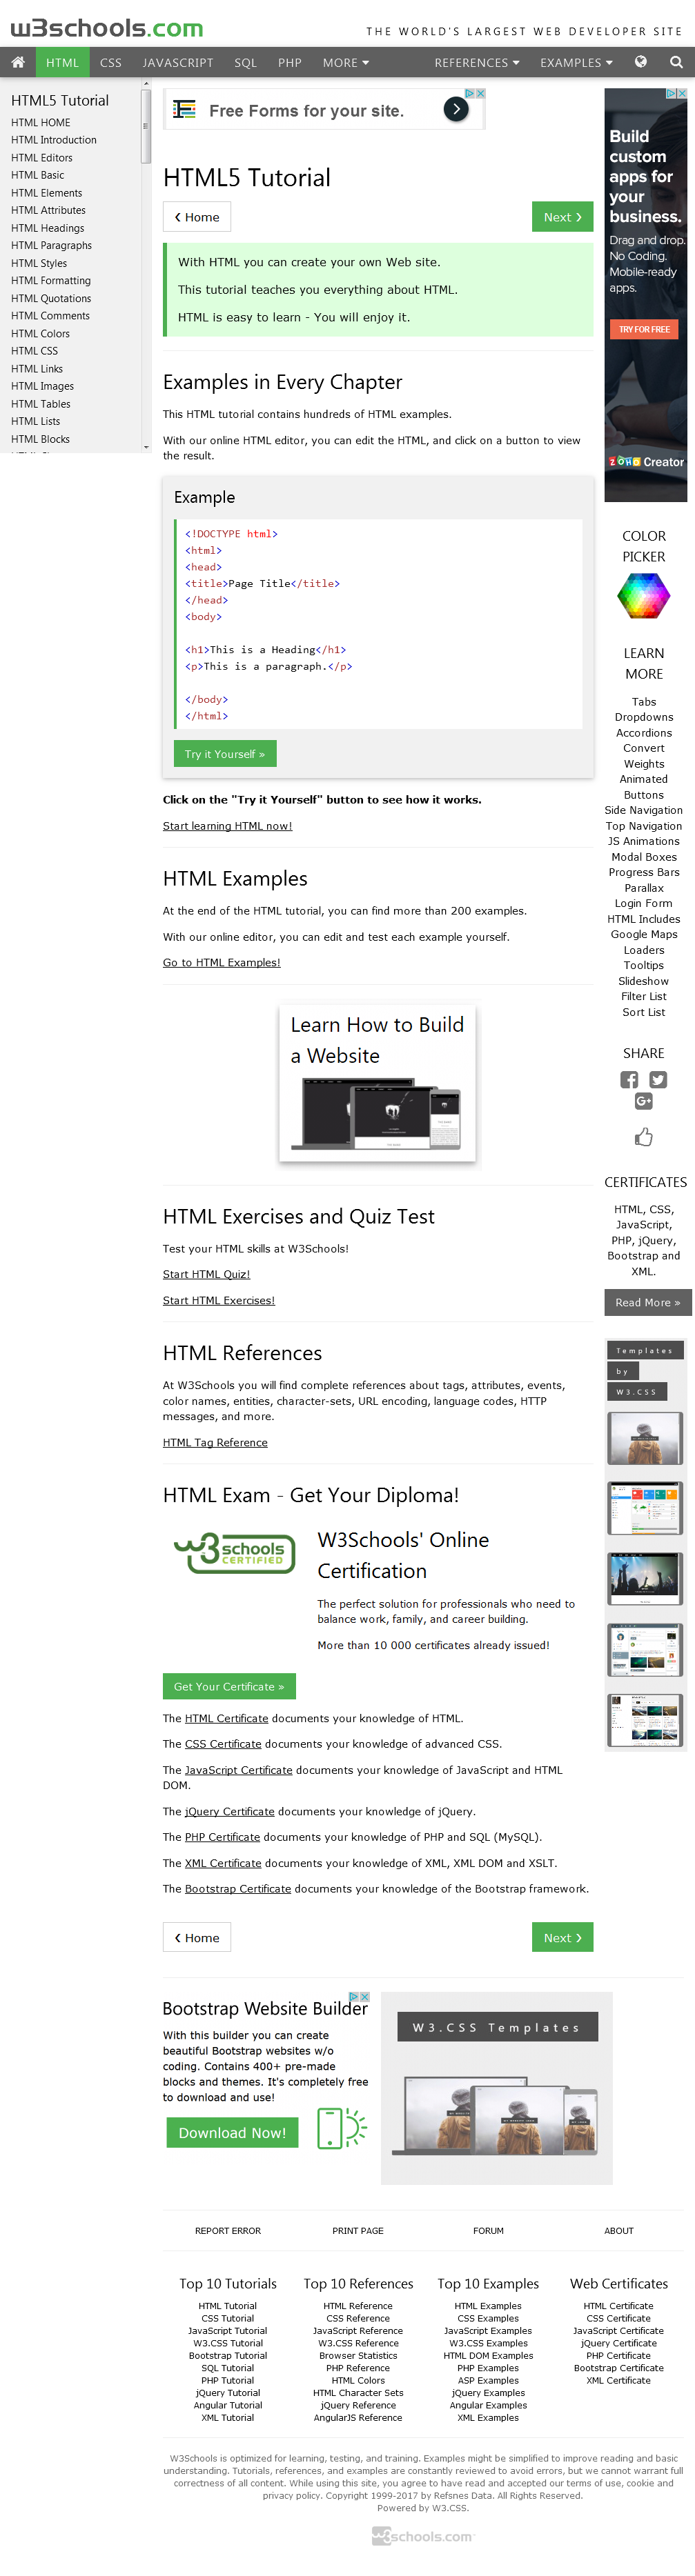 w3schools.com
THE WORLD'S LARGEST WEB DEVELOPER SITE
HTML CSS JAVASCRIPT SQL PHP MORE REFERENCES EXAMPLES
HTML5 Tutorial
HTML HOME
HTML Introduction
HTML Editors
HTML Basic
HTML Elements
HTML Attributes
HTML Headings
HTML Paragraphs
HTML Styles
HTML Formatting
HTML Quotations
HTML Comments
HTML Colors
HTML CSS
HTML Links
HTML Images
HTML Tables
HTML Lists
HTML Blocks
Free Forms for your site.
HTML5 Tutorial
❮ Home
Next ❯
With HTML you can create your own Web site.
This tutorial teaches you everything about HTML.
HTML is easy to learn - You will enjoy it.
Examples in Every Chapter
This HTML tutorial contains hundreds of HTML examples.
With our online HTML editor, you can edit the HTML, and click on a button to view
the result.
Example
<!DOCTYPE html>
<html>
<head>
<title>Page Title</title>
</head>
<body>
<h1>This is a Heading</h1>
<p>This is a paragraph.</p>
</body>
</html>
Try it Yourself »
Click on the "Try it Yourself" button to see how it works.
Start learning HTML now!
HTML Examples
At the end of the HTML tutorial, you can find more than 200 examples.
With our online editor, you can edit and test each example yourself.
Go to HTML Examples!
Learn How to Build
a Website
HTML Exercises and Quiz Test
Test your HTML skills at W3Schools!
Start HTML Quiz!
Start HTML Exercises!
HTML References
At W3Schools you will find complete references about tags, attributes, events,
color names, entities, character-sets, URL encoding, language codes, HTTP
messages, and more.
HTML Tag Reference
HTML Exam - Get Your Diploma!
w3schools
CERTIFIED
W3Schools' Online
Certification
The perfect solution for professionals who need to
balance work, family, and career building.
More than 10 000 certificates already issued!
Get Your Certificate »
The HTML Certificate documents your knowledge of HTML.
The CSS Certificate documents your knowledge of advanced CSS.
The JavaScript Certificate documents your knowledge of JavaScript and HTML
DOM.
The jQuery Certificate documents your knowledge of jQuery.
The PHP Certificate documents your knowledge of PHP and SQL (MySQL).
The XML Certificate documents your knowledge of XML, XML DOM and XSLT.
The Bootstrap Certificate documents your knowledge of the Bootstrap framework.
❮ Home
Next ❯
Build
custom
apps for
your
business.
Drag and drop.
No Coding.
Mobile-ready
apps.
TRY FOR FREE
ZOHO Creator
COLOR
PICKER
LEARN
MORE
Tabs
Dropdowns
Accordions
Convert
Weights
Animated
Buttons
Side Navigation
Top Navigation
JS Animations
Modal Boxes
Progress Bars
Parallax
Login Form
HTML Includes
Google Maps
Loaders
Tooltips
Slideshow
Filter List
Sort List
SHARE
CERTIFICATES
HTML, CSS,
JavaScript,
PHP, jQuery,
Bootstrap and
XML.
Read More »
Templates
by
W3.CSS
Bootstrap Website Builder
With this builder you can create
beautiful Bootstrap websites w/o
coding. Contains 400+ pre-made
blocks and themes. It's completely free
to download and use!
Download Now!
W3.CSS Templates
REPORT ERROR PRINT PAGE FORUM ABOUT
Top 10 Tutorials
HTML Tutorial
CSS Tutorial
JavaScript Tutorial
W3.CSS Tutorial
Bootstrap Tutorial
SQL Tutorial
PHP Tutorial
jQuery Tutorial
Angular Tutorial
XML Tutorial
Top 10 References
HTML Reference
CSS Reference
JavaScript Reference
W3.CSS Reference
Browser Statistics
PHP Reference
HTML Colors
HTML Character Sets
jQuery Reference
AngularJS Reference
Top 10 Examples
HTML Examples
CSS Examples
JavaScript Examples
W3.CSS Examples
HTML DOM Examples
PHP Examples
ASP Examples
jQuery Examples
Angular Examples
XML Examples
Web Certificates
HTML Certificate
CSS Certificate
JavaScript Certificate
jQuery Certificate
PHP Certificate
Bootstrap Certificate
XML Certificate
W3Schools is optimized for learning, testing, and training. Examples might be simplified to improve reading and basic
understanding. Tutorials, references, and examples are constantly reviewed to avoid errors, but we cannot warrant full
correctness of all content. While using this site, you agree to have read and accepted our terms of use, cookie and
privacy policy. Copyright 1999-2017 by Refsnes Data. All Rights Reserved.
Powered by W3.CSS.
w3schools.com